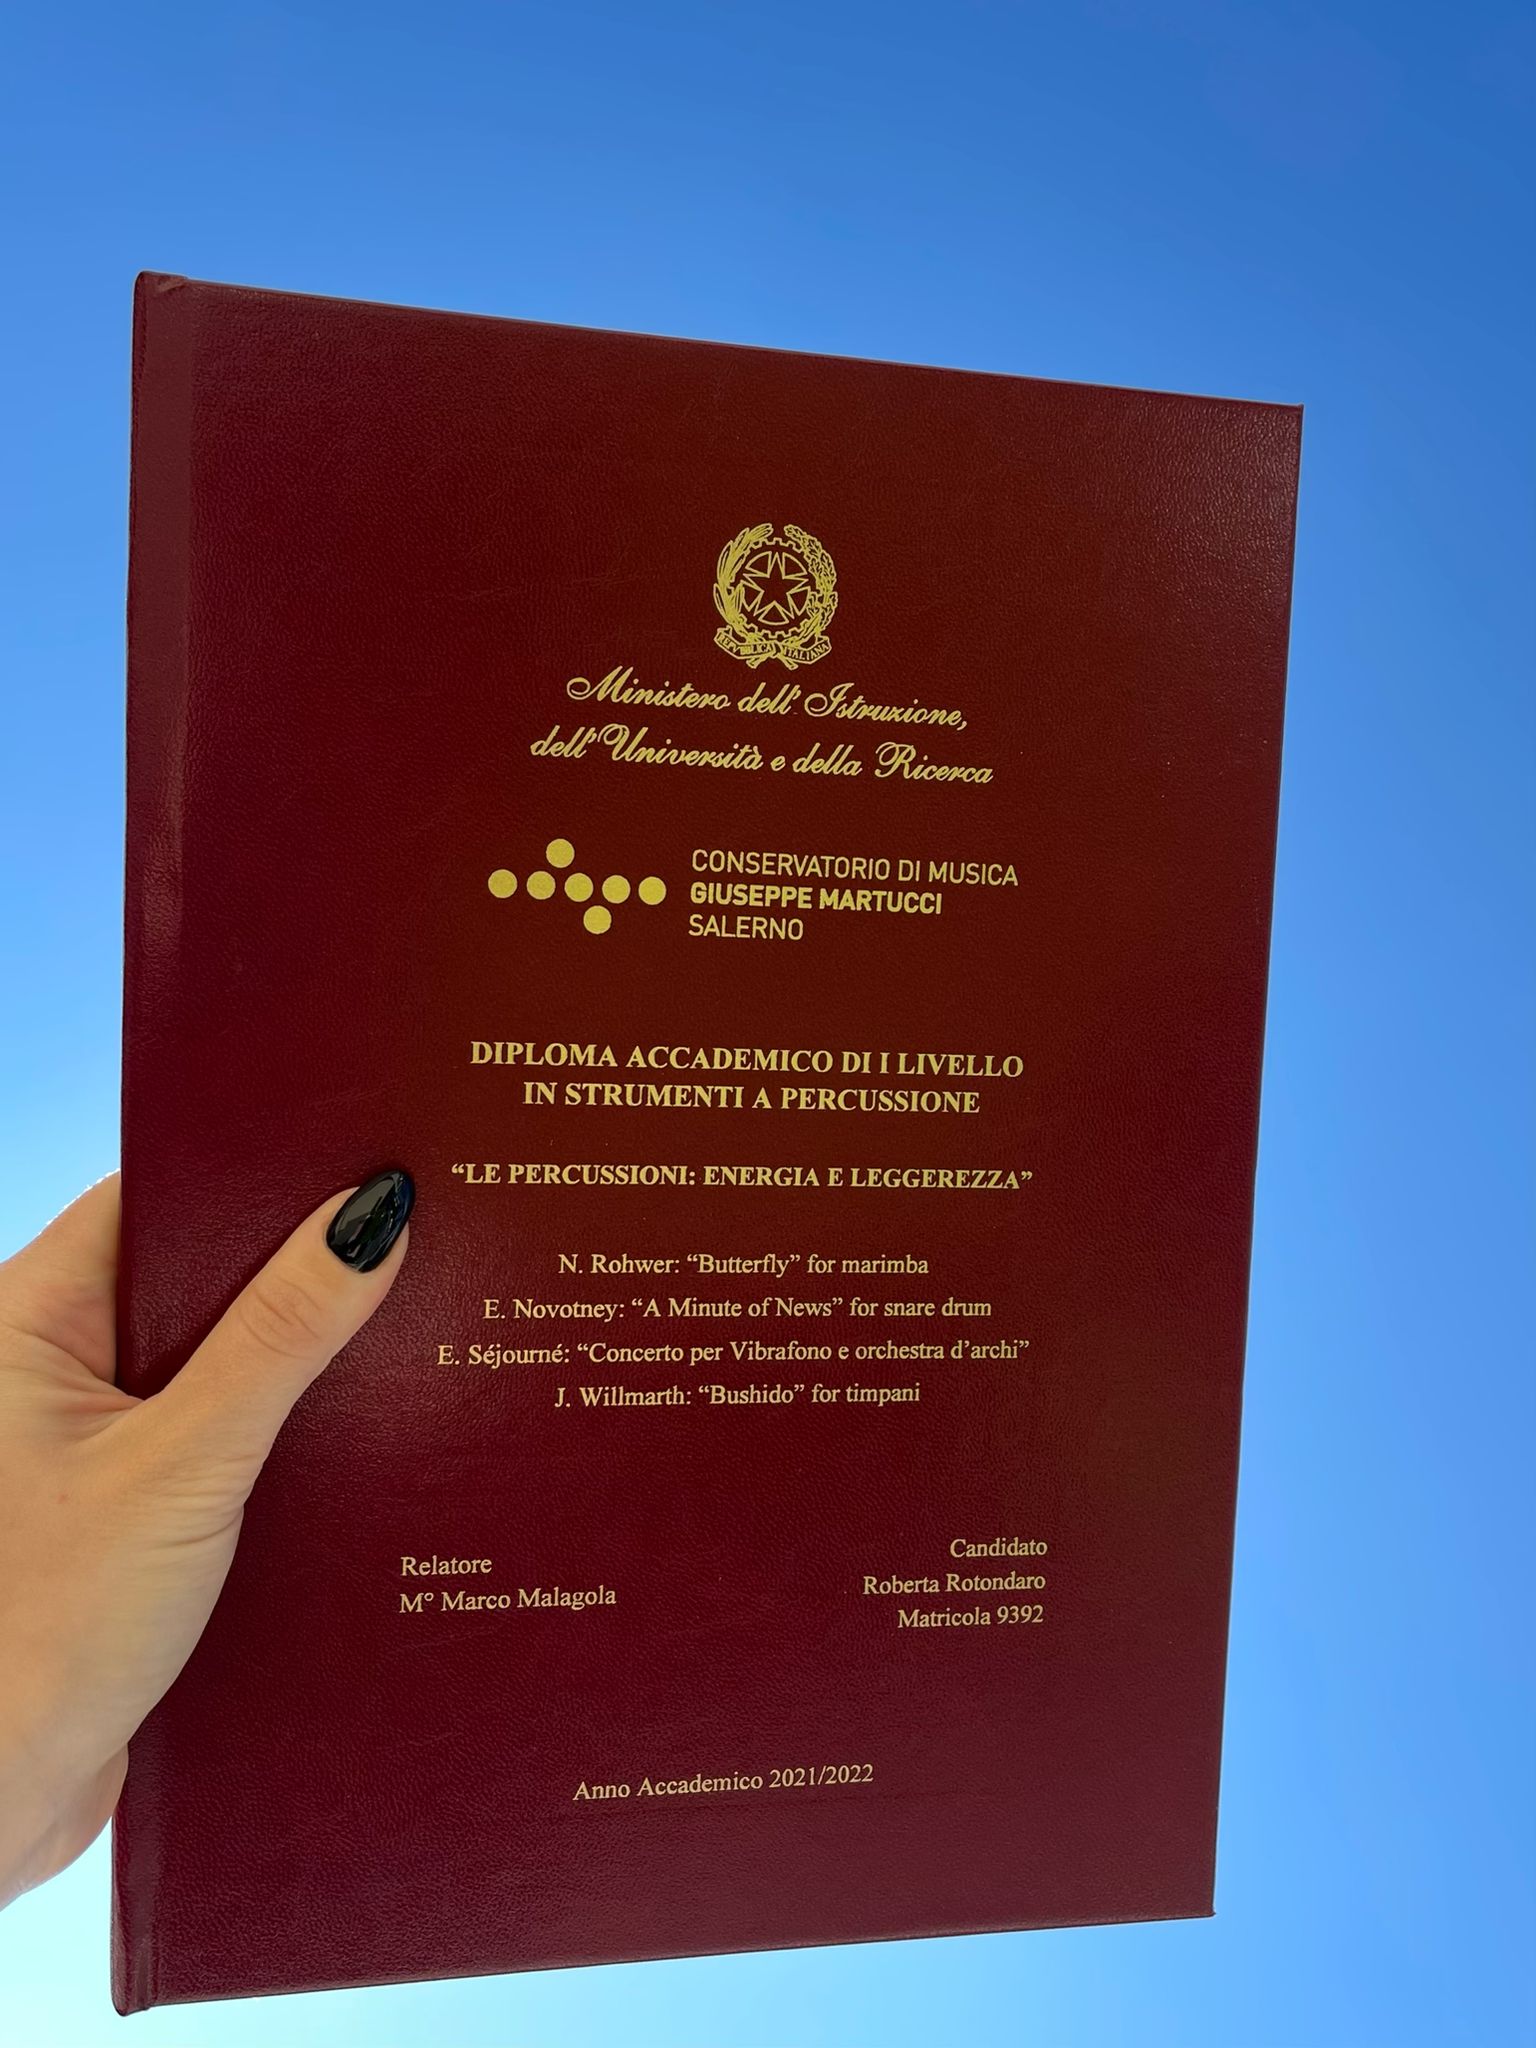 REPVBBLICA ITALIANA
Ministero dell'Istruzione,
dell'Università e della Ricerca
CONSERVATORIO DI MUSICA
GIUSEPPE MARTUCCI
SALERNO
DIPLOMA ACCADEMICO DI I LIVELLO
IN STRUMENTI A PERCUSSIONE
“LE PERCUSSIONI: ENERGIA E LEGGEREZZA”
N. Rohwer: “Butterfly” for marimba
E. Novotney: “A Minute of News” for snare drum
E. Séjourné: “Concerto per Vibrafono e orchestra d’archi”
J. Willmarth: “Bushido” for timpani
Relatore
M° Marco Malagola
Candidato
Roberta Rotondaro
Matricola 9392
Anno Accademico 2021/2022